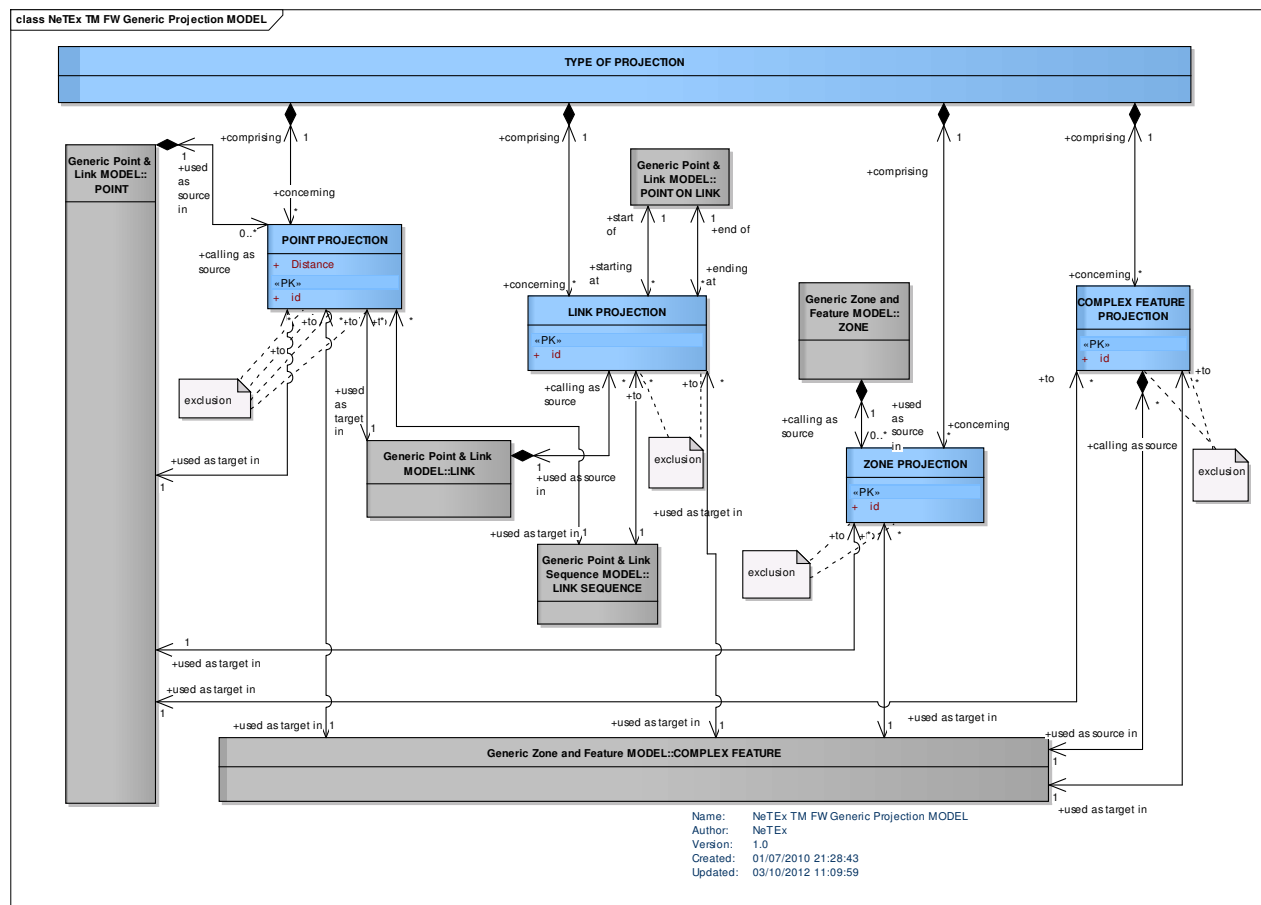 class NeTEx TM FW Generic Projection MODEL
TYPE OF PROJECTION
+comprising 1
+comprising 1
1
+comprising
+comprising 1
Generic Point &
Link MODEL::
POINT
1
+used
as
source
in
+concerning
*
0..*
+calling as
source
POINT PROJECTION
+ Distance
«PK»
+ id
Generic Point &
Link MODEL::
POINT ON LINK
+start
of
1
1
+end of
+starting
at
*
+ending
at
*
+concerning *
LINK PROJECTION
«PK»
+ id
Generic Zone and
Feature MODEL::
ZONE
+concerning *
COMPLEX FEATURE
PROJECTION
«PK»
+ id
* +to * +to * +t*) *
+to
exclusion
+used
as
target
in
1
+calling as
source
*
*
+to
+to *
exclusion
1
+calling as
source
0..*
+used
as
source
in
+concerning
*
+to
*
*
+to
*
+calling as source
exclusion
+used as target in
1
Generic Point & Link
MODEL::LINK
1
+used as source
in
ZONE PROJECTION
«PK»
+ id
+used as target in 1
1
+used as target in
Generic Point & Link
Sequence MODEL::
LINK SEQUENCE
+to
*
*
exclusion
1
+used as target in
+used as target in
1
+used as target in 1
+used as target in
1
+used as target in
1
+used as source in
1
Generic Zone and Feature MODEL::COMPLEX FEATURE
1
+used as target in
Name: NeTEx TM FW Generic Projection MODEL
Author: NeTEx
Version: 1.0
Created: 01/07/2010 21:28:43
Updated: 03/10/2012 11:09:59